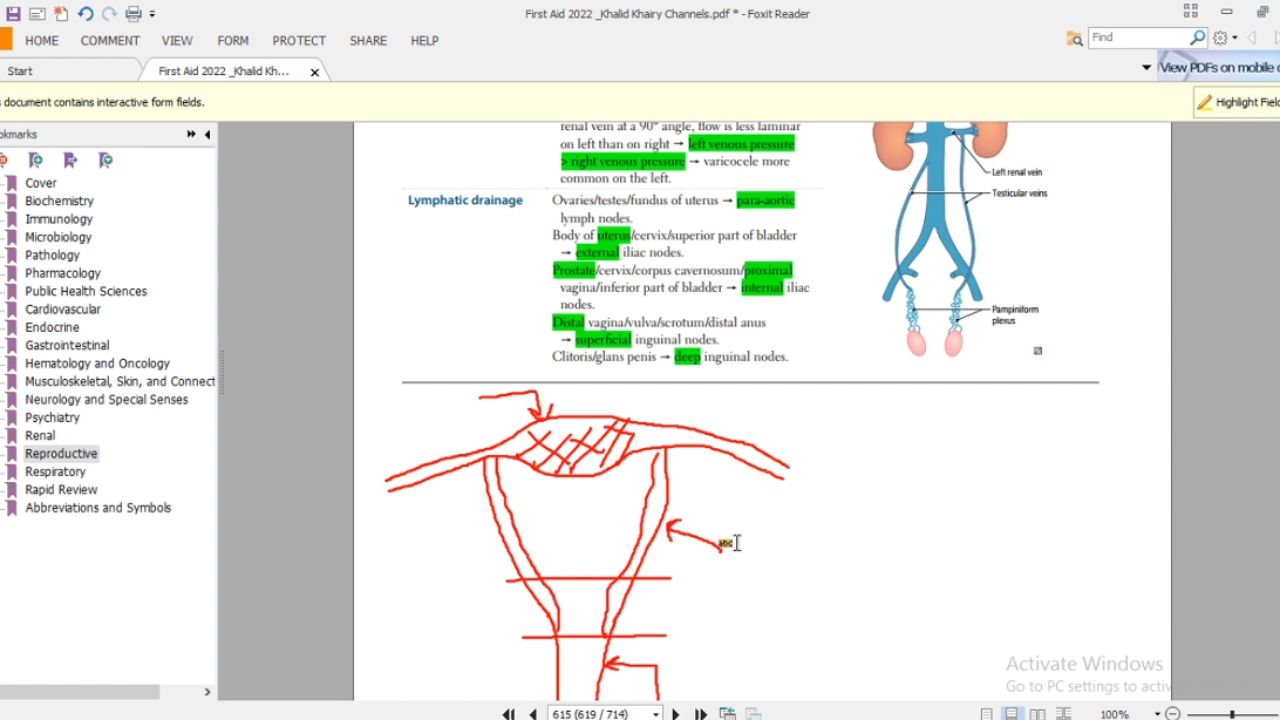 First Aid 2022 _Khalid Khairy Channels.pdf * - Foxit Reader
HOME COMMENT VIEW FORM PROTECT SHARE HELP
Find
Start
First Aid 2022 _Khalid Kh...
View PDFs on mobile
document contains interactive form fields.
Highlight
okmarks
Cover
Biochemistry
Immunology
Microbiology
Pathology
Pharmacology
Public Health Sciences
Cardiovascular
Endocrine
Gastrointestinal
Hematology and Oncology
Musculoskeletal, Skin, and Connect
Neurology and Special Senses
Psychiatry
Renal
Reproductive
Respiratory
Rapid Review
Abbreviations and Symbols
renal vein at a 90° angle, flow is less laminar
on left than on right → left venous pressure
> right venous pressure → varicocele more
common on the left.
Lymphatic drainage
Ovaries/testes/fundus of uterus → para-aortic
lymph nodes.
Body of uterus/cervix/superior part of bladder
→ external iliac nodes.
Prostate/cervix/corpus cavernosum/proximal
vagina/inferior part of bladder → internal iliac
nodes.
Distal vagina/vulva/scrotum/distal anus
→ superficial inguinal nodes.
Clitoris/glans penis → deep inguinal nodes.
Left renal vein
Testicular veins
Pampiniform
plexus
abc
Activate Windows
Go to PC settings to
615 (619 / 714)
100%